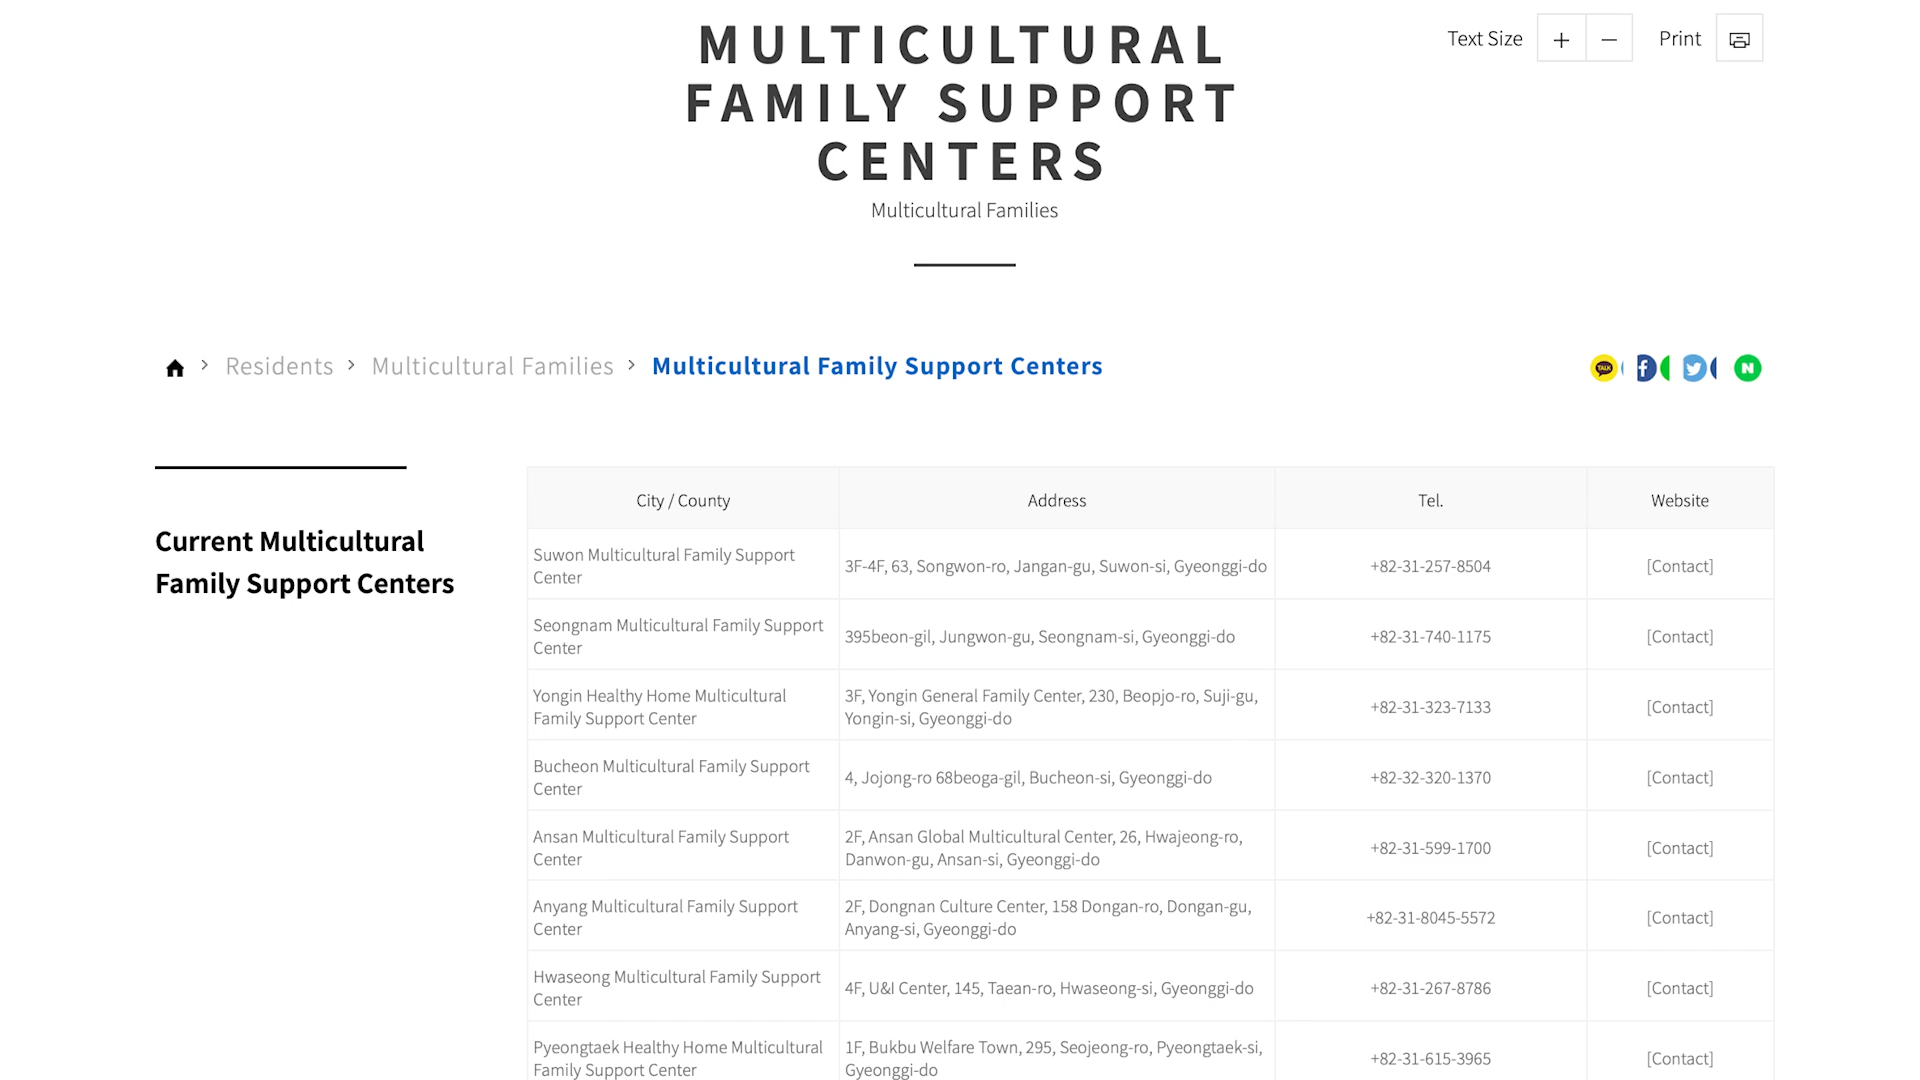 MULTICULTURAL
FAMILY SUPPORT
CENTERS
Multicultural Families
Text Size + −
Print
Residents > Multicultural Families > Multicultural Family Support Centers
TALK
f
N
Current Multicultural
Family Support Centers
City / County
Address
Tel.
Website
Suwon Multicultural Family Support
Center
3F-4F, 63, Songwon-ro, Jangan-gu, Suwon-si, Gyeonggi-do
+82-31-257-8504
[Contact]
Seongnam Multicultural Family Support
Center
395beon-gil, Jungwon-gu, Seongnam-si, Gyeonggi-do
+82-31-740-1175
[Contact]
Yongin Healthy Home Multicultural
Family Support Center
3F, Yongin General Family Center, 230, Beopjo-ro, Suji-gu,
Yongin-si, Gyeonggi-do
+82-31-323-7133
[Contact]
Bucheon Multicultural Family Support
Center
4, Jojong-ro 68beoga-gil, Bucheon-si, Gyeonggi-do
+82-32-320-1370
[Contact]
Ansan Multicultural Family Support
Center
2F, Ansan Global Multicultural Center, 26, Hwajeong-ro,
Danwon-gu, Ansan-si, Gyeonggi-do
+82-31-599-1700
[Contact]
Anyang Multicultural Family Support
Center
2F, Dongnan Culture Center, 158 Dongan-ro, Dongan-gu,
Anyang-si, Gyeonggi-do
+82-31-8045-5572
[Contact]
Hwaseong Multicultural Family Support
Center
4F, U&I Center, 145, Taean-ro, Hwaseong-si, Gyeonggi-do
+82-31-267-8786
[Contact]
Pyeongtaek Healthy Home Multicultural
Family Support Center
1F, Bukbu Welfare Town, 295, Seojeong-ro, Pyeongtaek-si,
Gyeonggi-do
+82-31-615-3965
[Contact]